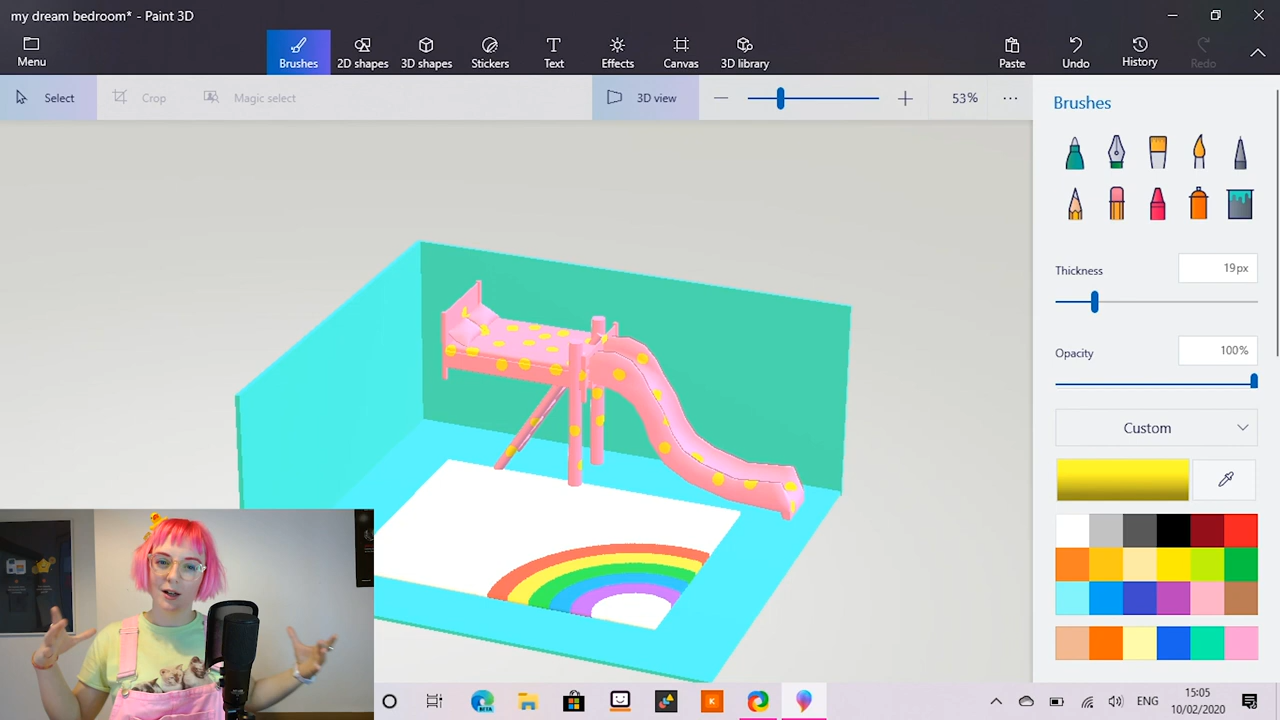 my dream bedroom* - Paint 3D
Menu
Brushes
2D shapes
3D shapes
Stickers
Text
Effects
Canvas
3D library
Paste
Undo
History
Redo
Select
Crop
Magic select
3D view
53%
Brushes
Thickness
19px
Opacity
100%
Custom
BETA
K
ENG
15:05
10/02/2020